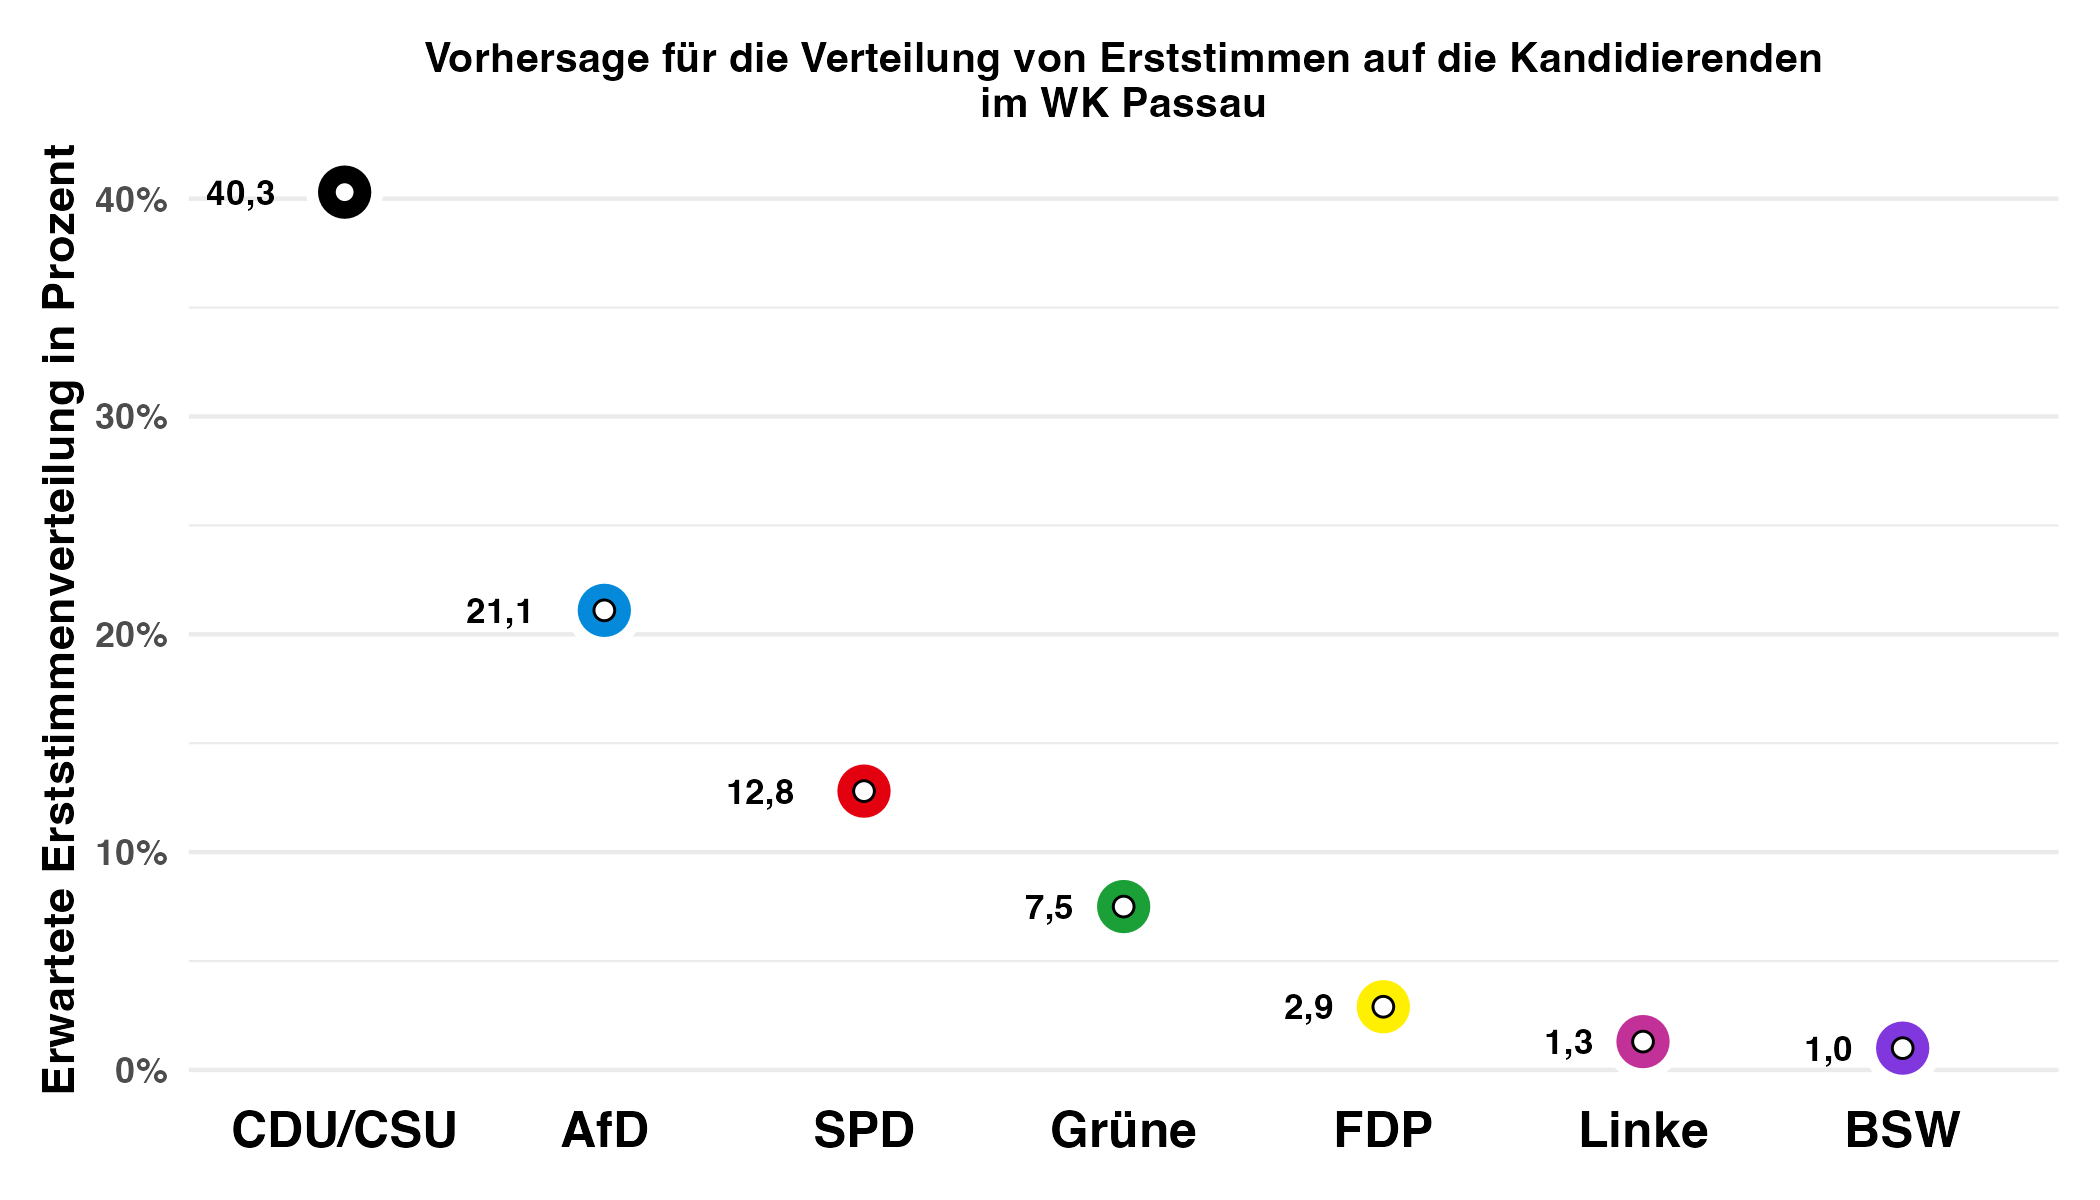 Vorhersage für die Verteilung von Erststimmen auf die Kandidierenden
im WK Passau
Erwartete Erststimmenverteilung in Prozent
40%
30%
20%
10%
0%
40,3
21,1
12,8
7,5
2,9
1,3
1,0
CDU/CSU
AfD
SPD
Grüne
FDP
Linke
BSW